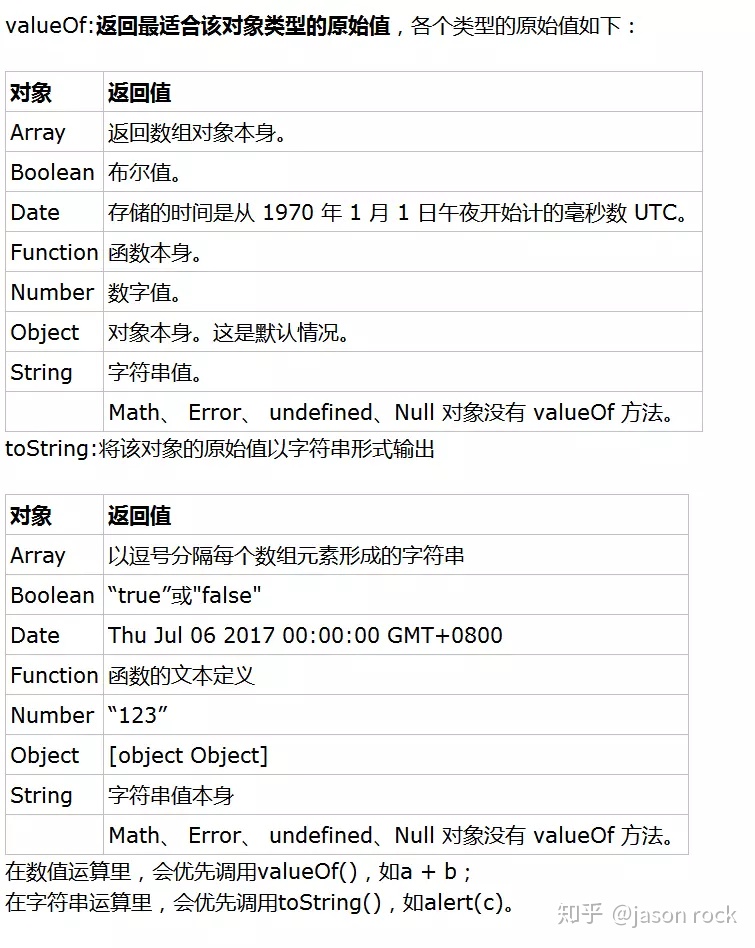 valueOf:返回最适合该对象类型的原始值，各个类型的原始值如下：
对象 返回值
Array 返回数组对象本身。
Boolean 布尔值。
Date 存储的时间是从 1970 年 1 月 1 日午夜开始计的毫秒数 UTC。
Function 函数本身。
Number 数字值。
Object 对象本身。这是默认情况。
String 字符串值。
Math、 Error、 undefined、Null 对象没有 valueOf 方法。
toString:将该对象的原始值以字符串形式输出
对象 返回值
Array 以逗号分隔每个数组元素形成的字符串
Boolean “true”或"false"
Date Thu Jul 06 2017 00:00:00 GMT+0800
Function 函数的文本定义
Number “123”
Object [object Object]
String 字符串值本身
Math、 Error、 undefined、Null 对象没有 valueOf 方法。
在数值运算里，会优先调用valueOf()，如a + b；
在字符串运算里，会优先调用toString()，如alert(c)。
知乎 @jason rock